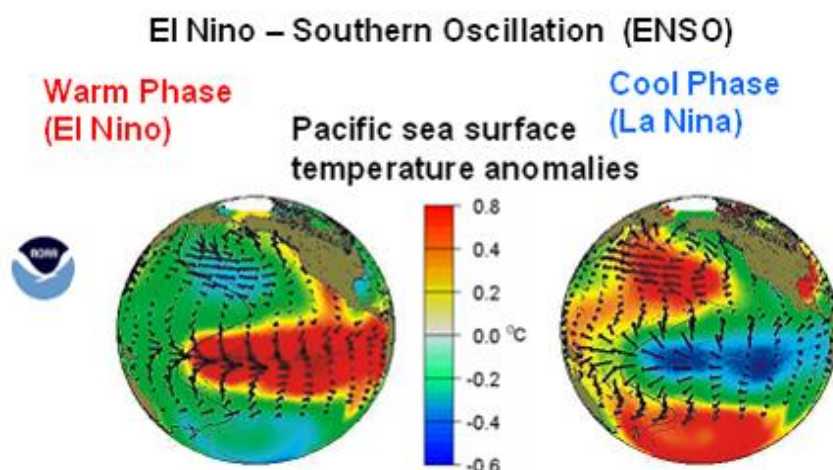 El Nino – Southern Oscillation (ENSO)
Warm Phase
(El Nino)
Cool Phase
(La Nina)
Pacific sea surface
temperature anomalies
NOAA
0.8
0.4
0.2
0.0 °C
-0.2
-0.4
-0.6